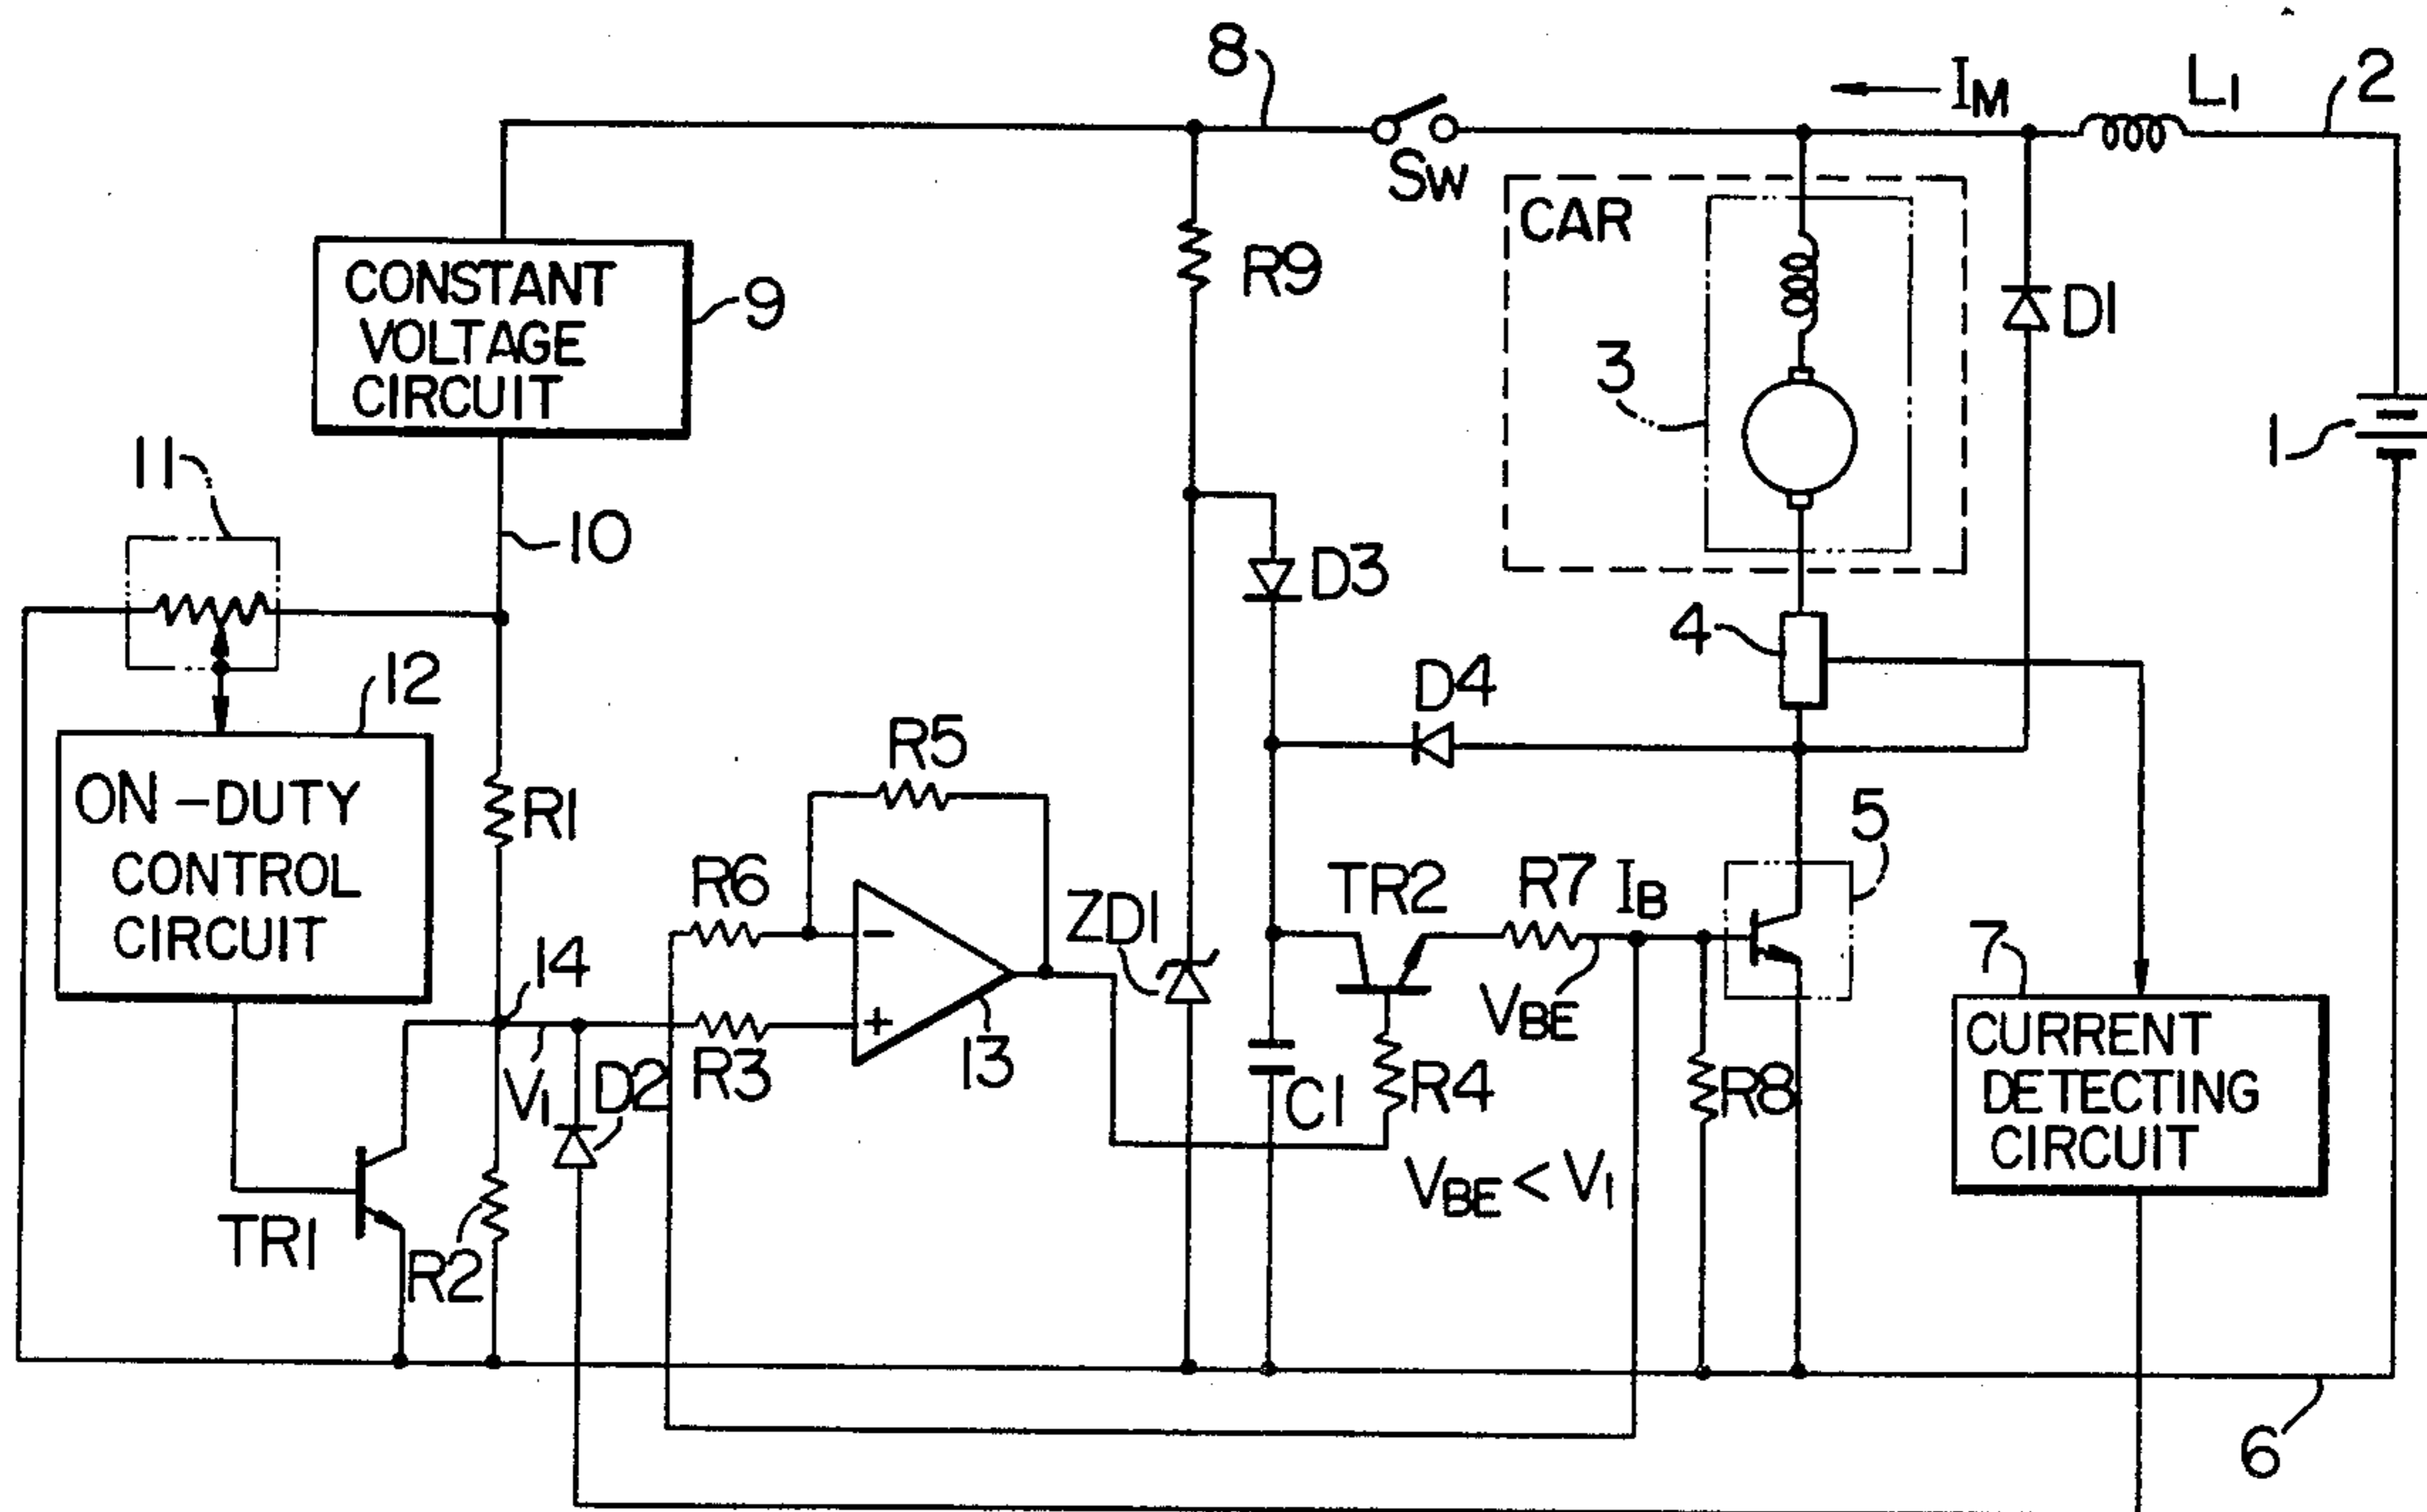 8
IM
L1
2
SW
CAR
CONSTANT
VOLTAGE
CIRCUIT
9
R9
D1
3
1
11
10
D3
4
12
D4
ON-DUTY
CONTROL
CIRCUIT
R1
R5
5
R6
ZD1
TR2
R7
IB
7
14
VBE
CURRENT
DETECTING
CIRCUIT
V1
D2
R3
13
C1
R4
R8
VBE < V1
TR1
R2
6